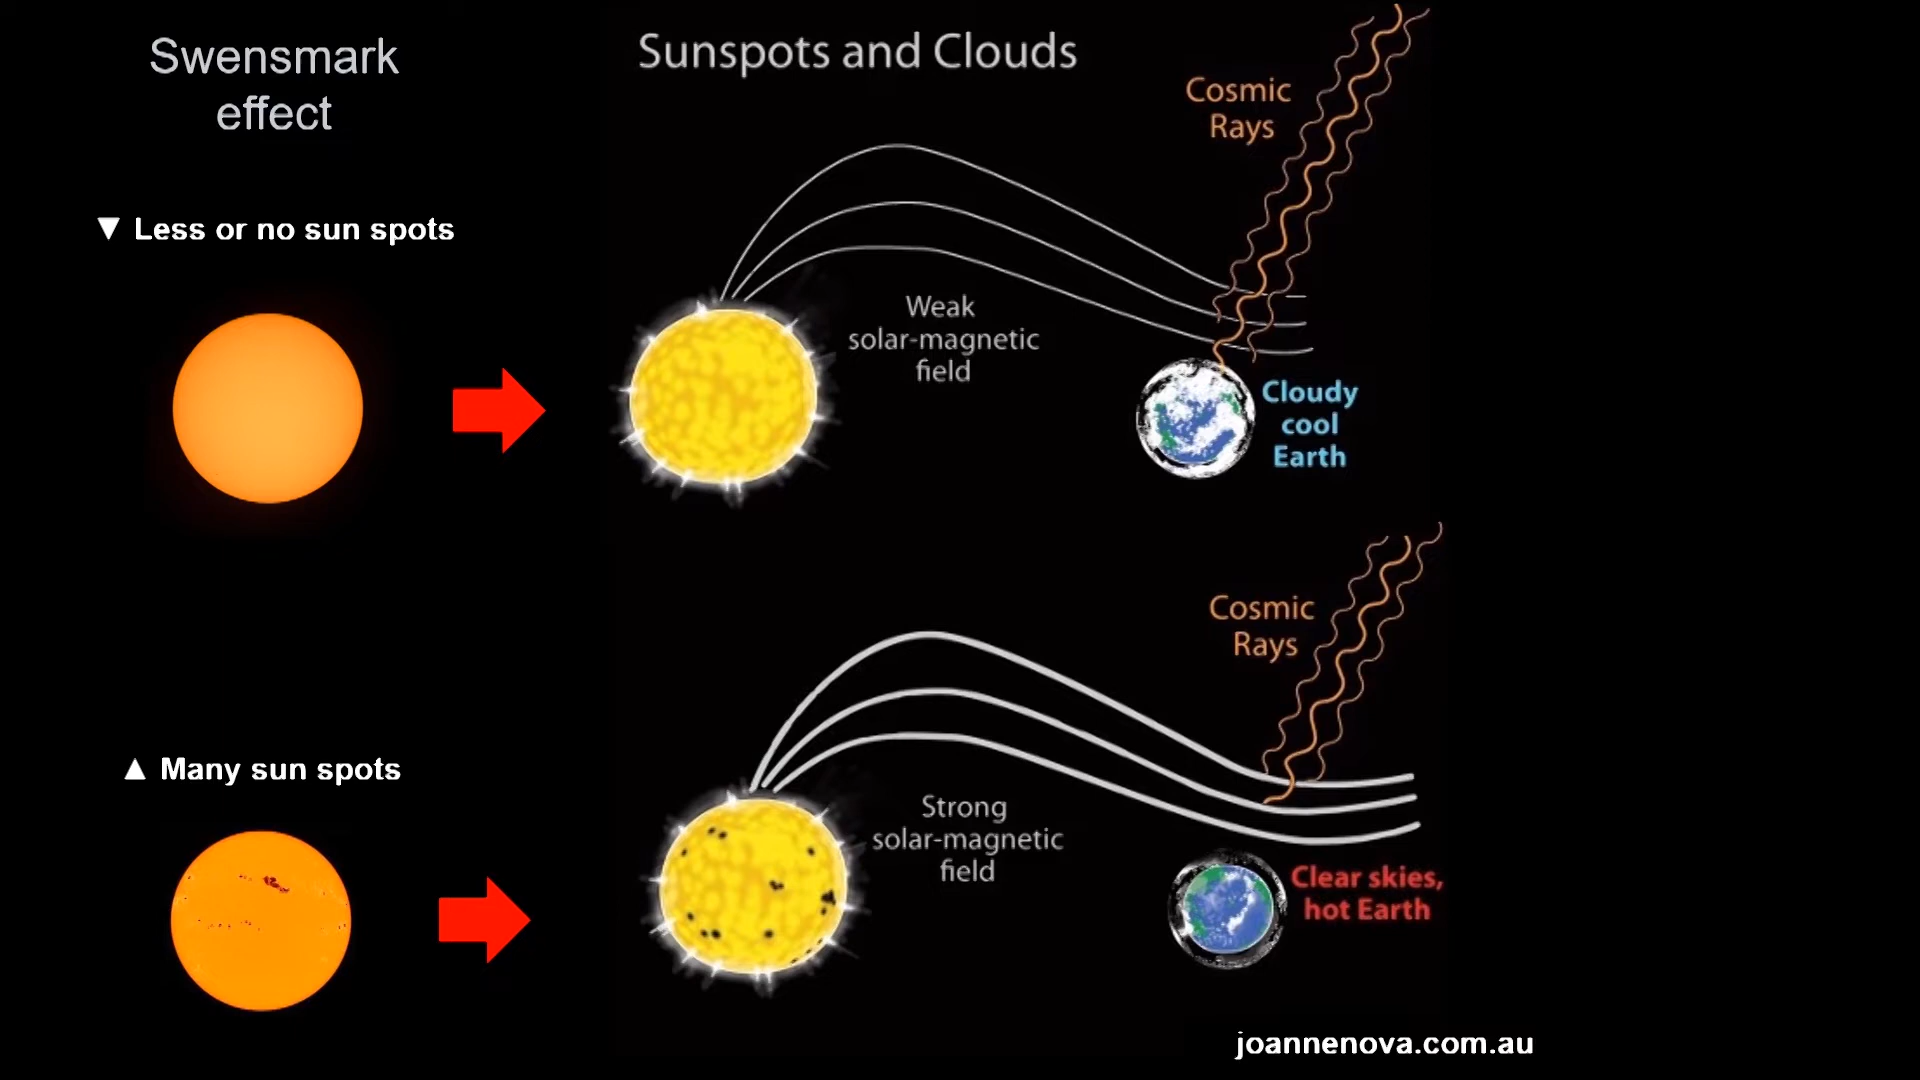 Swensmark
effect
Sunspots and Clouds
Cosmic
Rays
▼ Less or no sun spots
Weak
solar-magnetic
field
Cloudy
cool
Earth
Cosmic
Rays
▲ Many sun spots
Strong
solar-magnetic
field
Clear skies,
hot Earth
joannenova.com.au